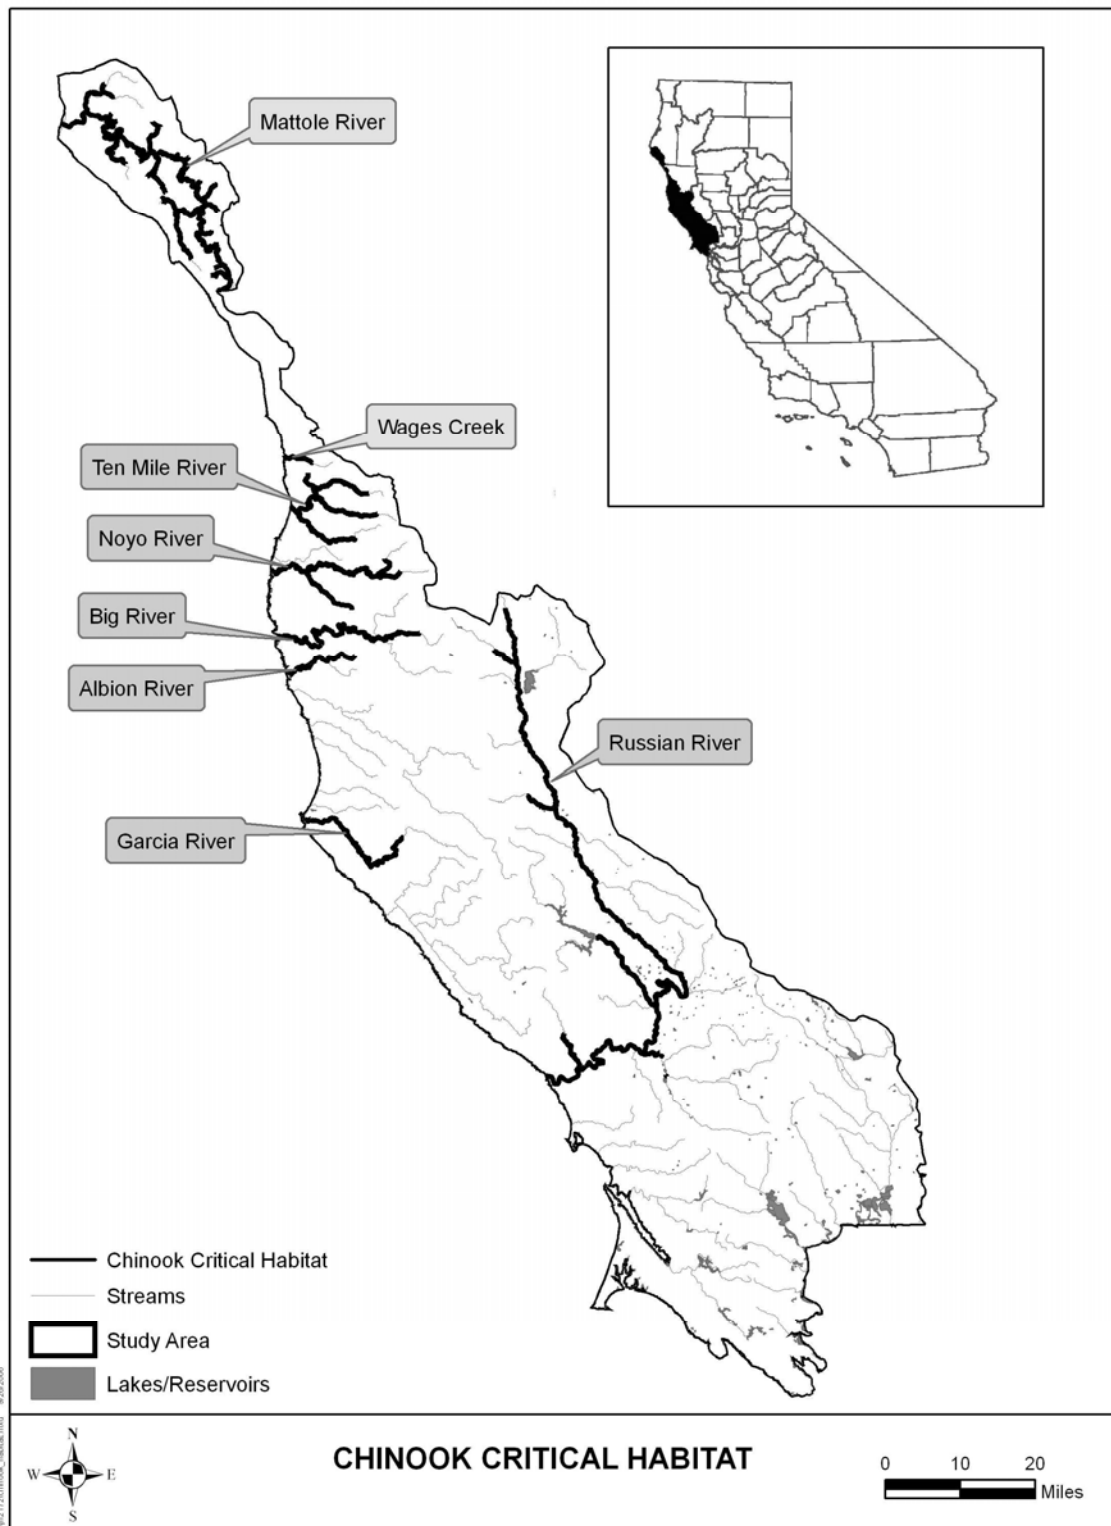 Mattole River
Wages Creek
Ten Mile River
Noyo River
Big River
Albion River
Russian River
Garcia River
Chinook Critical Habitat
Streams
Study Area
Lakes/Reservoirs
N
W E
S
CHINOOK CRITICAL HABITAT
0 10 20
Miles